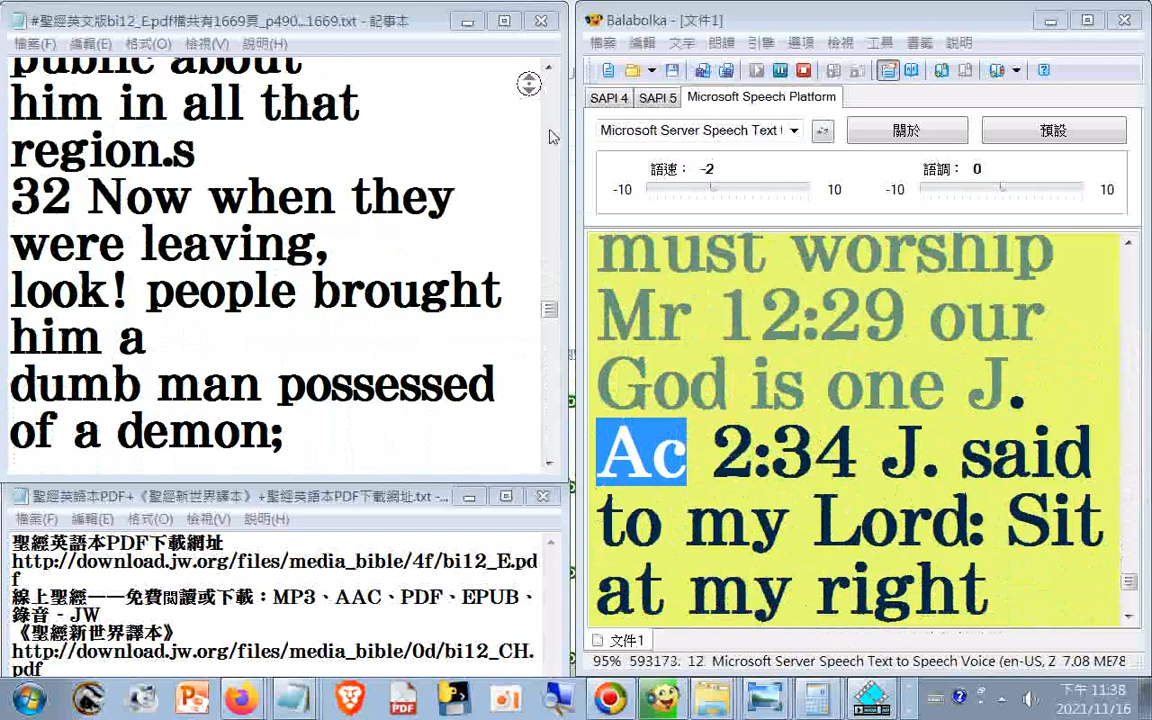 #聖經英文版bi12_E.pdf檔共有1669頁_p490...1669.txt - 記事本
檔案(F) 編輯(E) 格式(O) 檢視(V) 說明(H)
public about
him in all that
region.s
32 Now when they
were leaving,
look! people brought
him a
dumb man possessed
of a demon;
聖經英語本PDF+《聖經新世界譯本》+聖經英語本PDF下載網址.txt -...
檔案(F) 編輯(E) 格式(O) 檢視(V) 說明(H)
聖經英語本PDF下載網址
http://download.jw.org/files/media_bible/4f/bi12_E.pd
f
線上聖經——免費閱讀或下載：MP3、AAC、PDF、EPUB、
錄音 - JW
《聖經新世界譯本》
http://download.jw.org/files/media_bible/0d/bi12_CH.
pdf
Balabolka - [文件1]
檔案 編輯 文字 朗讀 引擎 選項 檢視 工具 書籤 說明
SAPI 4 SAPI 5 Microsoft Speech Platform
Microsoft Server Speech Text 關於 預設
語速： -2 語調： 0
-10 10 -10 10
must worship
Mr 12:29 our
God is one J.
Ac 2:34 J. said
to my Lord: Sit
at my right
文件1
95% 593173. 12 Microsoft Server Speech Text to Speech Voice (en-US, Z 7.08 ME78
PDF
下午 11:38
2021/11/16